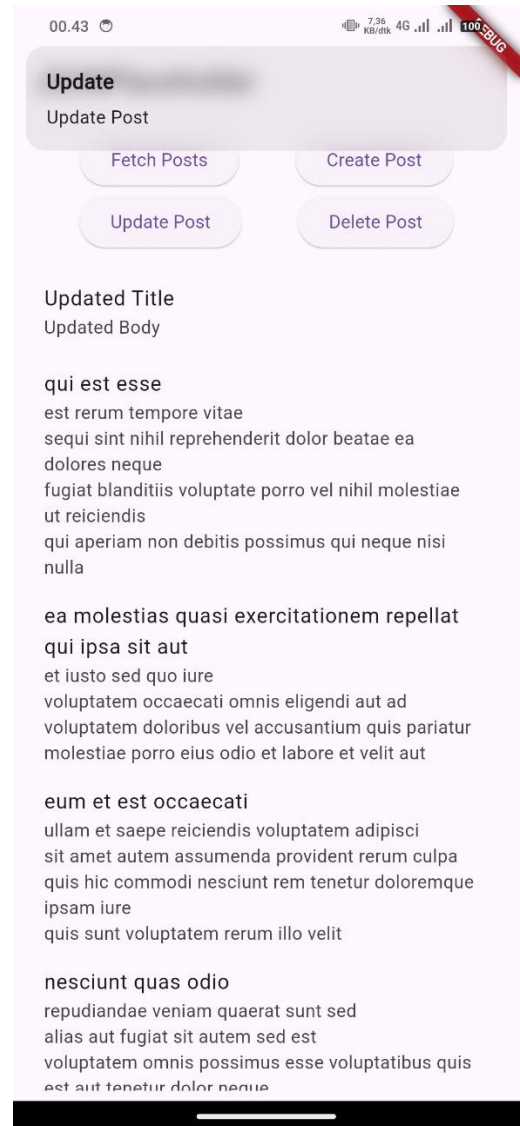 00.43 7,36 KB/dtk 4G 100
Update
Update Post
Fetch Posts Create Post
Update Post Delete Post
Updated Title
Updated Body
qui est esse
est rerum tempore vitae
sequi sint nihil reprehenderit dolor beatae ea
dolores neque
fugiat blanditiis voluptate porro vel nihil molestiae
ut reiciendis
qui aperiam non debitis possimus qui neque nisi
nulla
ea molestias quasi exercitationem repellat
qui ipsa sit aut
et iusto sed quo iure
voluptatem occaecati omnis eligendi aut ad
voluptatem doloribus vel accusantium quis pariatur
molestiae porro eius odio et labore et velit aut
eum et est occaecati
ullam et saepe reiciendis voluptatem adipisci
sit amet autem assumenda provident rerum culpa
quis hic commodi nesciunt rem tenetur doloremque
ipsam iure
quis sunt voluptatem rerum illo velit
nesciunt quas odio
repudiandae veniam quaerat sunt sed
alias aut fugiat sit autem sed est
voluptatem omnis possimus esse voluptatibus quis
est aut tenetur dolor neque